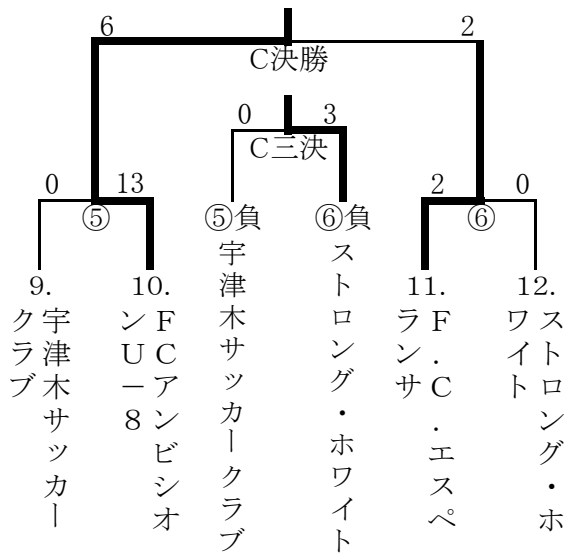 6 2
C決勝
0 3
C三決
0 13 2 0
⑤ ⑤負 ⑥負 ⑥
9. 10. 11. 12.
宇津木サッカー
クラブ
FCアンビシオ
ンU－8
宇津木サッカークラブ
ストロング・ホワイト
F.C.エスペ
ランサ
ストロング・ホ
ワイト